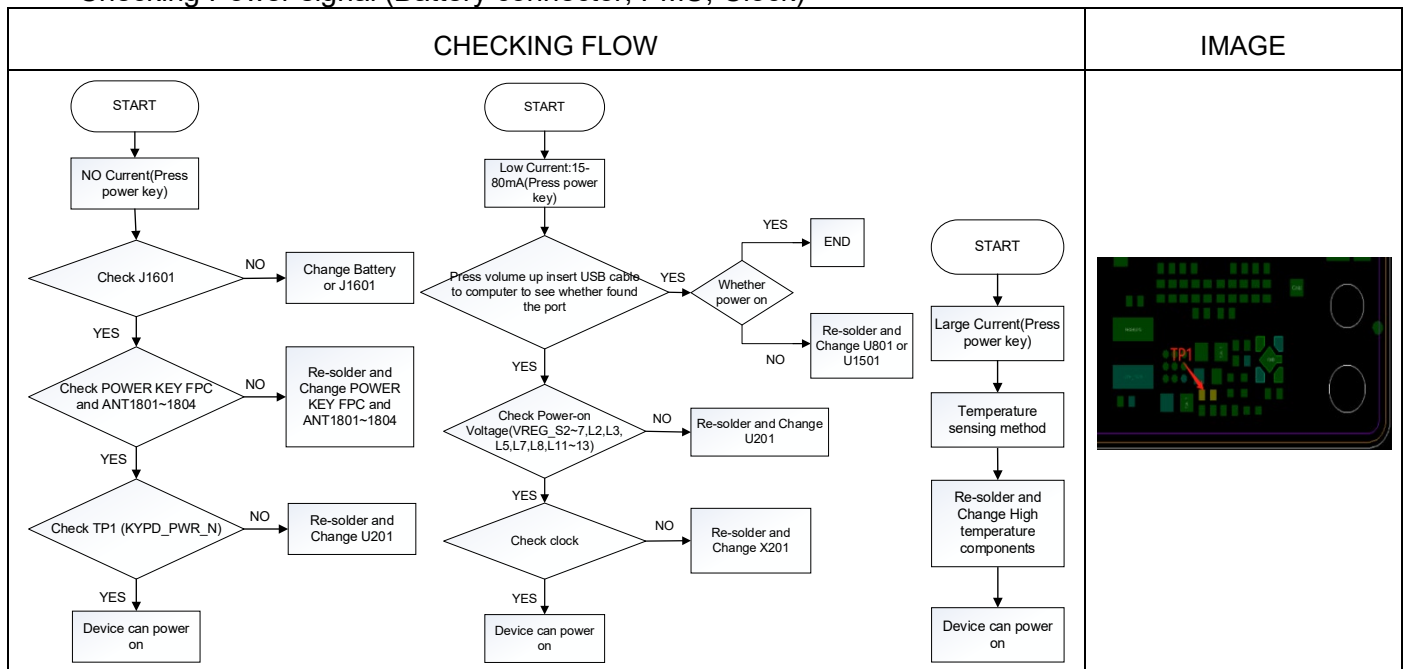 Checking Power signal (Battery connector, PMU, Clock)
CHECKING FLOW
IMAGE
START
NO Current(Press
power key)
Check J1601
NO
Change Battery
or J1601
YES
Check POWER KEY FPC
and ANT1801~1804
NO
Re-solder and
Change POWER
KEY FPC and
ANT1801~1804
YES
Check TP1 (KYPD_PWR_N)
NO
Re-solder and
Change U201
YES
Device can power
on
START
Low Current:15-
80mA(Press power
key)
Press volume up insert USB cable
to computer to see whether found
the port
YES
Whether
power on
YES
END
NO
Re-solder and
Change U801 or
U1501
YES
Check Power-on
Voltage(VREG_S2~7,L2,L3,
L5,L7,L8,L11~13)
NO
Re-solder and Change
U201
YES
Check clock
NO
Re-solder and
Change X201
YES
Device can power
on
START
Large Current(Press
power key)
Temperature
sensing method
Re-solder and
Change High
temperature
components
Device can power
on
TP1